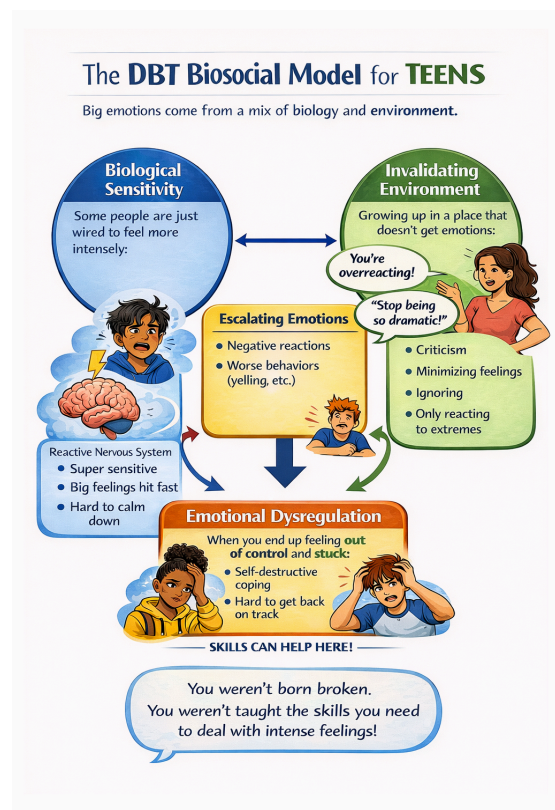 The DBT Biosocial Model for TEENS
Big emotions come from a mix of biology and environment.
Biological
Sensitivity
Some people are just
wired to feel more
intensely:
Invalidating
Environment
Growing up in a place that
doesn't get emotions:
You're
overreacting!
"Stop being
so dramatic!"
• Criticism
• Minimizing feelings
• Ignoring
• Only reacting
to extremes
Escalating Emotions
• Negative reactions
• Worse behaviors
(yelling, etc.)
Reactive Nervous System
• Super sensitive
• Big feelings hit fast
• Hard to calm
down
Emotional Dysregulation
When you end up feeling out
of control and stuck:
• Self-destructive
coping
• Hard to get back
on track
SKILLS CAN HELP HERE!
You weren't born broken.
You weren't taught the skills you need
to deal with intense feelings!